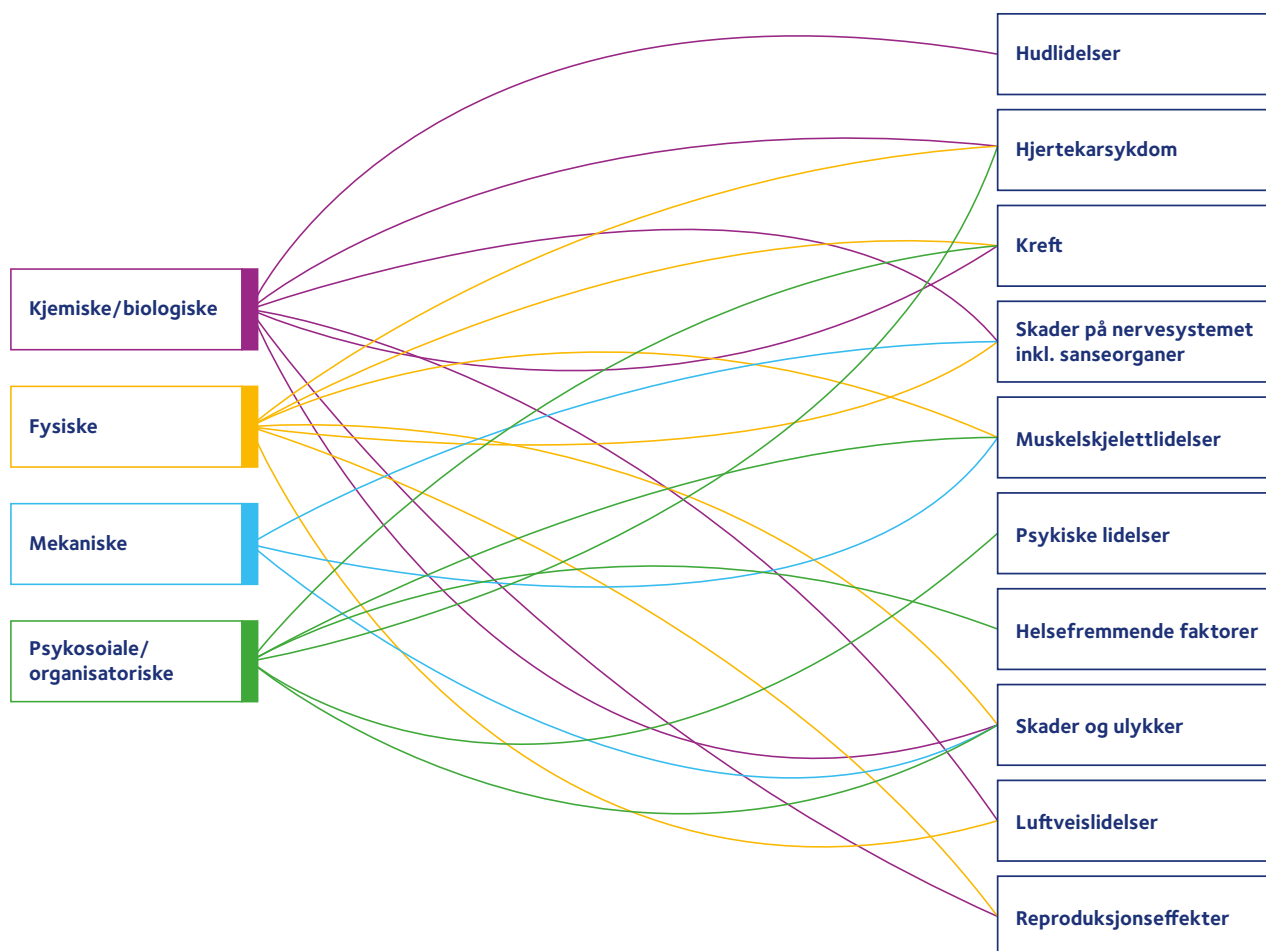 Kjemiske/biologiske
Fysiske
Mekaniske
Psykosoiale/
organisatoriske
Hudlidelser
Hjertekarsykdom
Kreft
Skader på nervesystemet
inkl. sanseorganer
Muskelskjelettlidelser
Psykiske lidelser
Helsefremmende faktorer
Skader og ulykker
Luftveislidelser
Reproduksjonseffekter